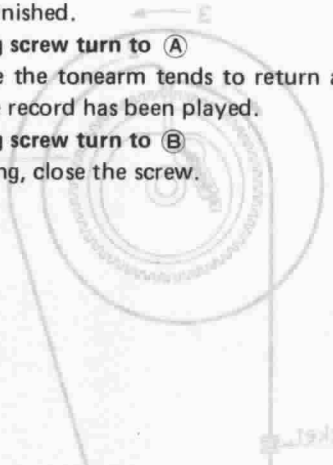 nished.
g screw turn to Ⓐ
e the tonearm tends to return a
e record has been played.
g screw turn to Ⓑ
ng, close the screw.